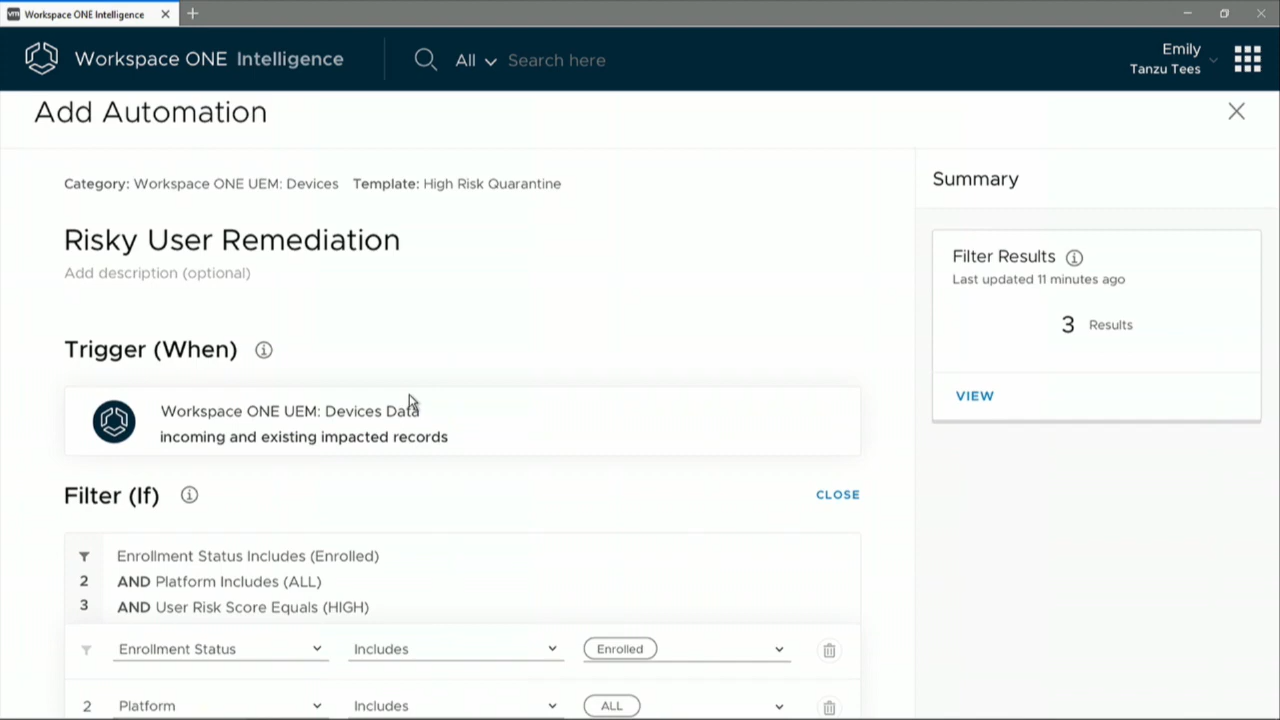 vm Workspace ONE Intelligence
Workspace ONE Intelligence
All
Search here
Emily
Tanzu Tees
Add Automation
Category: Workspace ONE UEM: Devices Template: High Risk Quarantine
Risky User Remediation
Add description (optional)
Trigger (When)
Workspace ONE UEM: Devices Data
incoming and existing impacted records
Filter (If)
CLOSE
Enrollment Status Includes (Enrolled)
2 AND Platform Includes (ALL)
3 AND User Risk Score Equals (HIGH)
Enrollment Status Includes Enrolled
2 Platform Includes ALL
Summary
Filter Results
Last updated 11 minutes ago
3 Results
VIEW